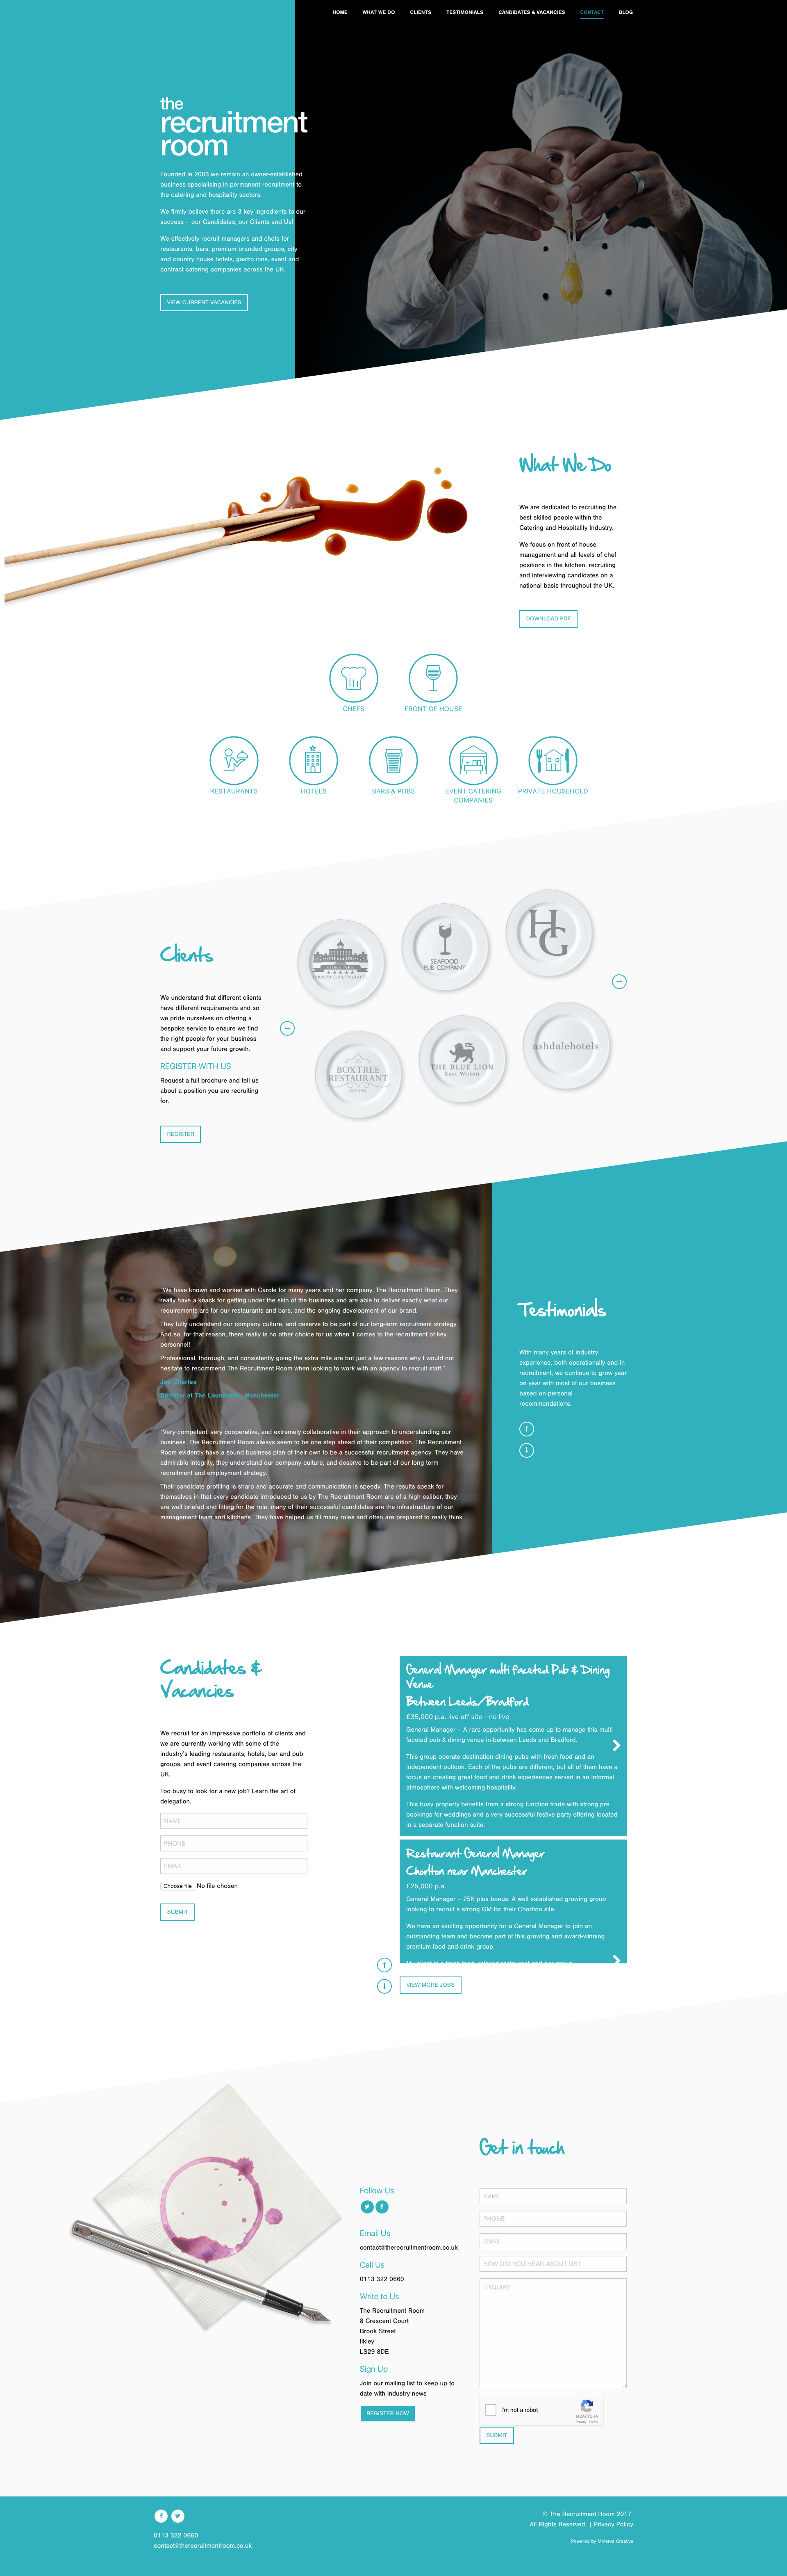 HOME WHAT WE DO CLIENTS TESTIMONIALS CANDIDATES & VACANCIES CONTACT BLOG
the
recruitment
room
Founded in 2003 we remain an owner-established
business specialising in permanent recruitment to
the catering and hospitality sectors.
We firmly believe there are 3 key ingredients to our
success – our Candidates, our Clients and Us!
We effectively recruit managers and chefs for
restaurants, bars, premium branded groups, city
and country house hotels, gastro inns, event and
contract catering companies across the UK.
VIEW CURRENT VACANCIES
What We Do
We are dedicated to recruiting the
best skilled people within the
Catering and Hospitality Industry.
We focus on front of house
management and all levels of chef
positions in the kitchen, recruiting
and interviewing candidates on a
national basis throughout the UK.
DOWNLOAD PDF
CHEFS
FRONT OF HOUSE
RESTAURANTS
HOTELS
BARS & PUBS
EVENT CATERING
COMPANIES
PRIVATE HOUSEHOLD
Clients
We understand that different clients
have different requirements and so
we pride ourselves on offering a
bespoke service to ensure we find
the right people for your business
and support your future growth.
REGISTER WITH US
Request a full brochure and tell us
about a position you are recruiting
for.
REGISTER
SEAFOOD
PUB COMPANY
HG
BOXTREE
RESTAURANT
THE BLUE LION
East Witton
ashdalehotels
"We have known and worked with Carole for many years and her company, The Recruitment Room. They
really have a knack for getting under the skin of the business and are able to deliver exactly what our
requirements are for our restaurants and bars, and the ongoing development of our brand.
They fully understand our company culture, and deserve to be part of our long-term recruitment strategy.
And so, for that reason, there really is no other choice for us when it comes to the recruitment of key
personnel!
Professional, thorough, and consistently going the extra mile are but just a few reasons why I would not
hesitate to recommend The Recruitment Room when looking to work with an agency to recruit staff."
Charles
Director at The Manchester
"Very competent, very cooperative, and extremely collaborative in their approach to understanding our
business. The Recruitment Room always seem to be one step ahead of their competition. The Recruitment
Room evidently have a sound business plan of their own to be a successful recruitment agency. They have
admirable integrity, they understand our company culture, and deserve to be part of our long term
recruitment and employment strategy.
Their candidate profiling is sharp and accurate and communication is speedy. The results speak for
themselves in that every candidate introduced to us by The Recruitment Room are of a high caliber, they
are well briefed and fitting for the role, many of their successful candidates are the infrastructure of our
management team and kitchens. They have helped us fill many roles and often are prepared to really think
Testimonials
With many years of industry
experience, both operationally and in
recruitment, we continue to grow year
on year with most of our business
based on personal
recommendations.
Candidates &
Vacancies
We recruit for an impressive portfolio of clients and
we are currently working with some of the
industry's leading restaurants, hotels, bar and pub
groups, and event catering companies across the
UK.
Too busy to look for a new job? Learn the art of
delegation.
NAME
PHONE
EMAIL
Choose file No file chosen
SUBMIT
General Manager multi faceted Pub & Dining
Venue
Between Leeds/Bradford
£35,000 p.a. live off site - no live
General Manager – A rare opportunity has come up to manage this multi
faceted pub & dining venue in-between Leeds and Bradford.
This group operate destination dining pubs with fresh food and an
independent outlook. Each of the pubs are different, but all of them have a
focus on creating great food and drink experiences served in an informal
atmosphere with welcoming hospitality.
This busy property benefits from a strong function trade with strong pre
bookings for weddings and a very successful festive party offering located
in a separate function suite.
Restaurant General Manager
Chorlton near Manchester
£25,000 p.a.
General Manager – 25K plus bonus. A well established growing group
looking to recruit a strong GM for their Chorlton site.
We have an exciting opportunity for a General Manager to join an
outstanding team and become part of this growing and award-winning
premium food and drink group.
VIEW MORE JOBS
Get in touch
Follow Us
Email Us
contact@therecruitmentroom.co.uk
Call Us
0113 322 0660
Write to Us
The Recruitment Room
8 Crescent Court
Brook Street
Ilkley
LS29 8DE
Sign Up
Join our mailing list to keep up to
date with industry news
REGISTER NOW
NAME
PHONE
EMAIL
HOW DID YOU HEAR ABOUT US?
ENQUIRY
I'm not a robot
reCAPTCHA
Privacy - Terms
SUBMIT
0113 322 0660
contact@therecruitmentroom.co.uk
© The Recruitment Room 2017
All Rights Reserved. | Privacy Policy
Powered by Minerva Creative